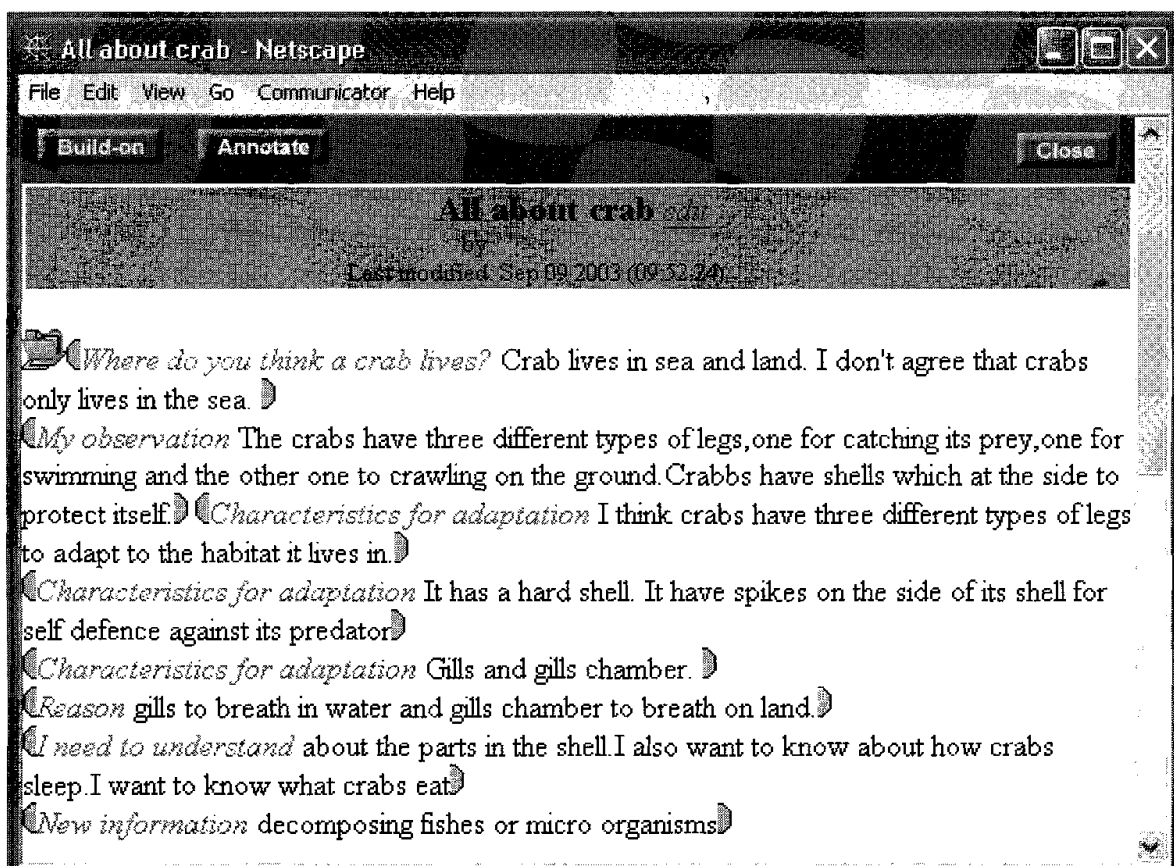 All about crab - Netscape
File Edit View Go Communicator Help
Build-on Annotate Close
All about crab edit
by
Last modified: Sep 09 2003 (09:52:24)
Where do you think a crab lives? Crab lives in sea and land. I don't agree that crabs
only lives in the sea.
My observation The crabs have three different types of legs,one for catching its prey,one for
swimming and the other one to crawling on the ground.Crabbs have shells which at the side to
protect itself. Characteristics for adaptation I think crabs have three different types of legs
to adapt to the habitat it lives in.
Characteristics for adaptation It has a hard shell. It have spikes on the side of its shell for
self defence against its predator
Characteristics for adaptation Gills and gills chamber.
Reason gills to breath in water and gills chamber to breath on land.
I need to understand about the parts in the shell.I also want to know about how crabs
sleep.I want to know what crabs eat
New information decomposing fishes or micro organisms